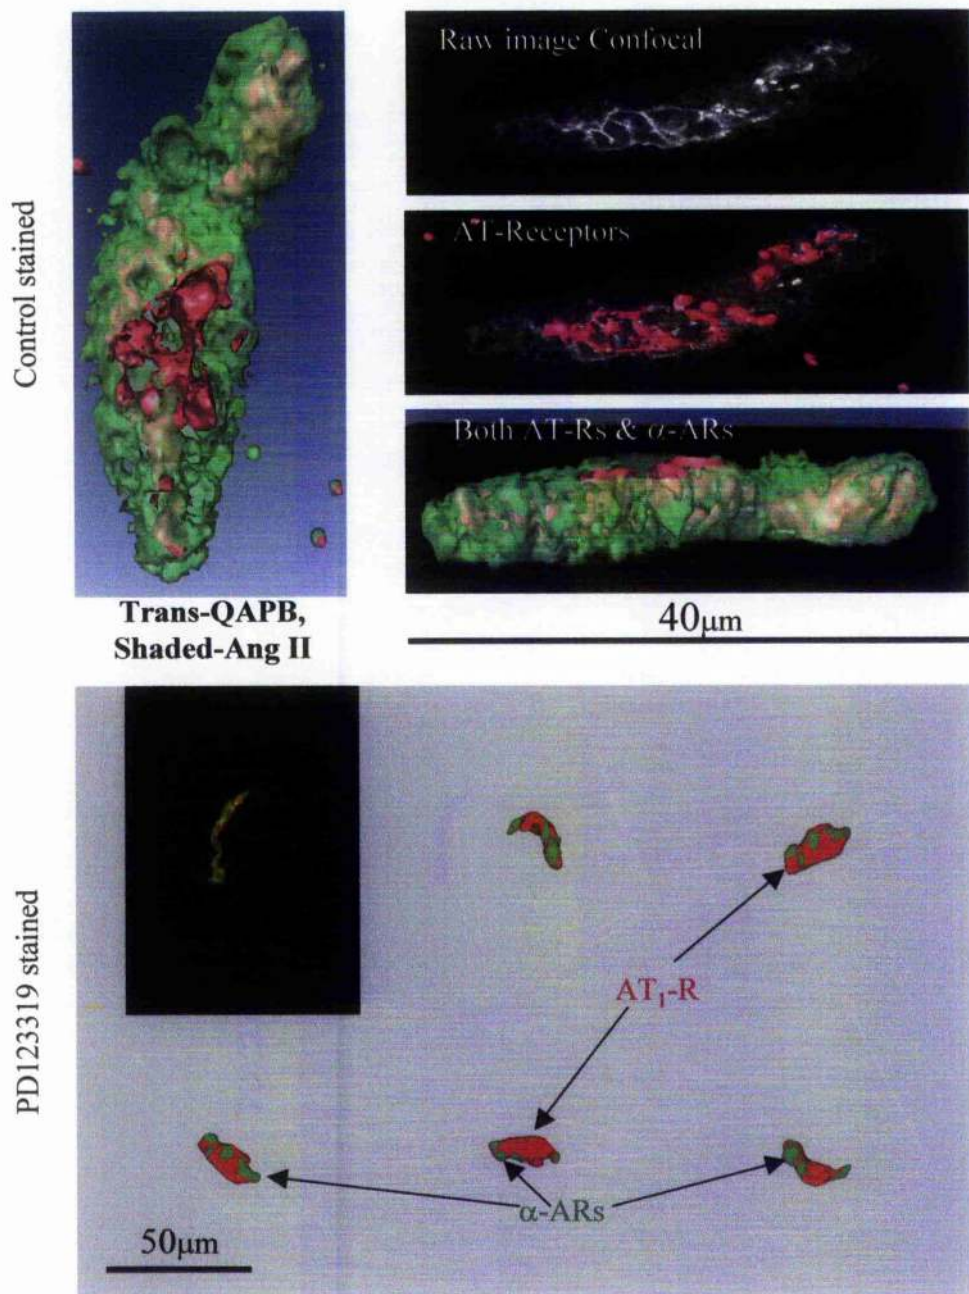 Control stained
Raw image Confocal
AT-Receptors
Both AT-Rs & α-ARs
Trans-QAPB,
Shaded-Ang II
40μm
PD123319 stained
AT₁-R
α-ARs
50μm